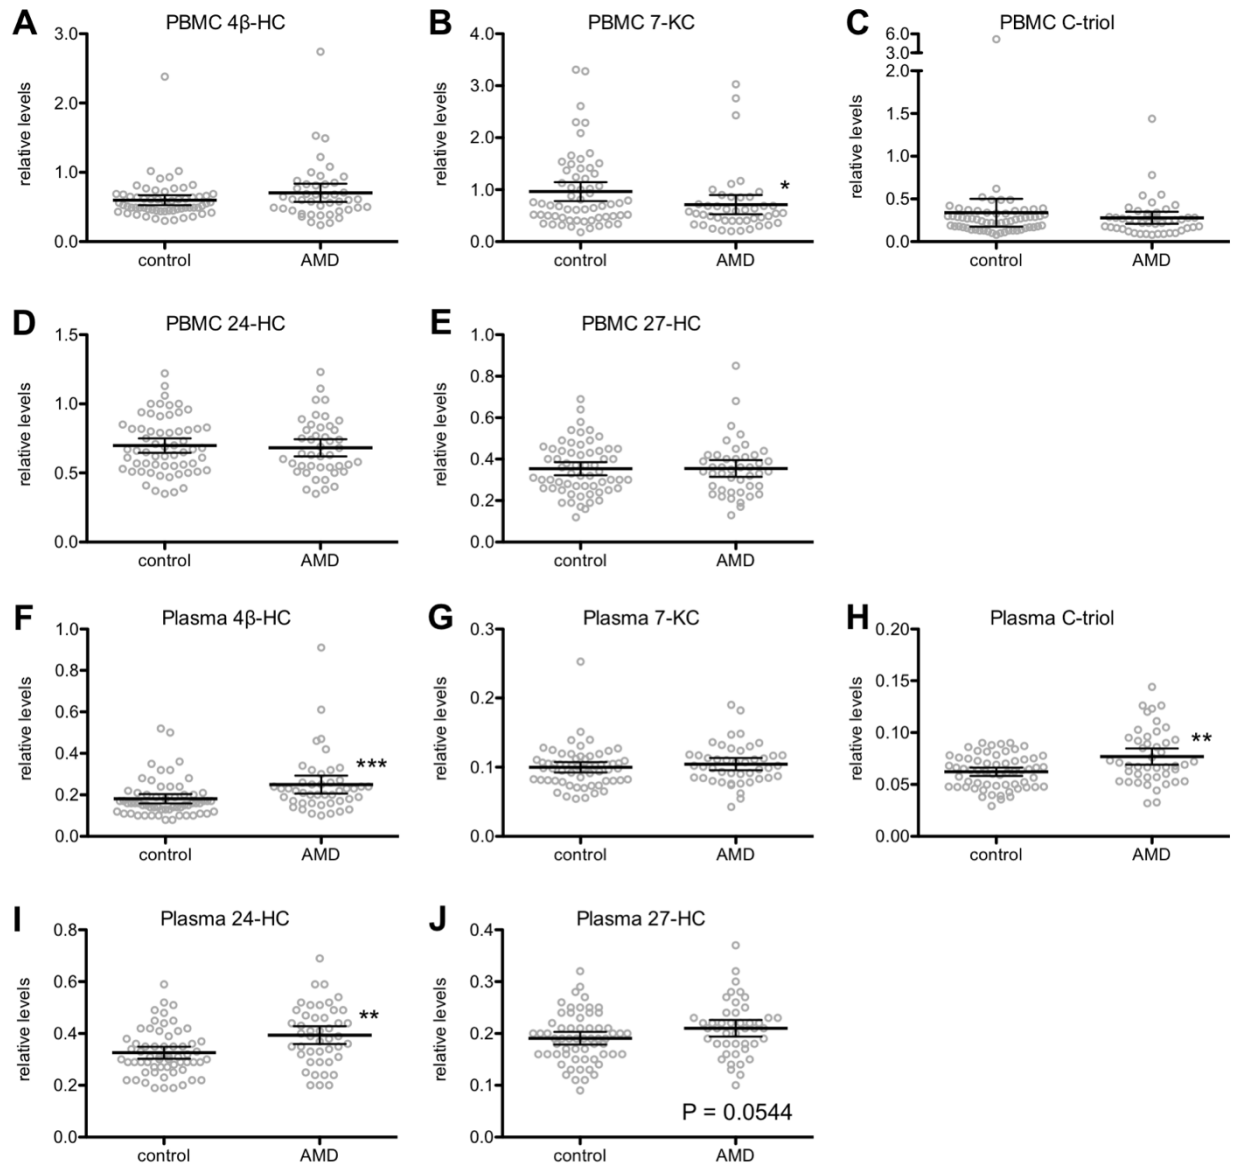 A
PBMC 4β-HC
relative levels
3.0
2.0
1.0
0.0
control
AMD
B
PBMC 7-KC
relative levels
4.0
3.0
2.0
1.0
0.0
*
control
AMD
C
PBMC C-triol
relative levels
6.0
3.0
2.0
1.5
1.0
0.5
0.0
control
AMD
D
PBMC 24-HC
relative levels
1.5
1.0
0.5
0.0
control
AMD
E
PBMC 27-HC
relative levels
1.0
0.8
0.6
0.4
0.2
0.0
control
AMD
F
Plasma 4β-HC
relative levels
1.0
0.8
0.6
0.4
0.2
0.0
***
control
AMD
G
Plasma 7-KC
relative levels
0.3
0.2
0.1
0.0
control
AMD
H
Plasma C-triol
relative levels
0.20
0.15
0.10
0.05
0.00
**
control
AMD
I
Plasma 24-HC
relative levels
0.8
0.6
0.4
0.2
0.0
**
control
AMD
J
Plasma 27-HC
relative levels
0.4
0.3
0.2
0.1
0.0
P = 0.0544
control
AMD